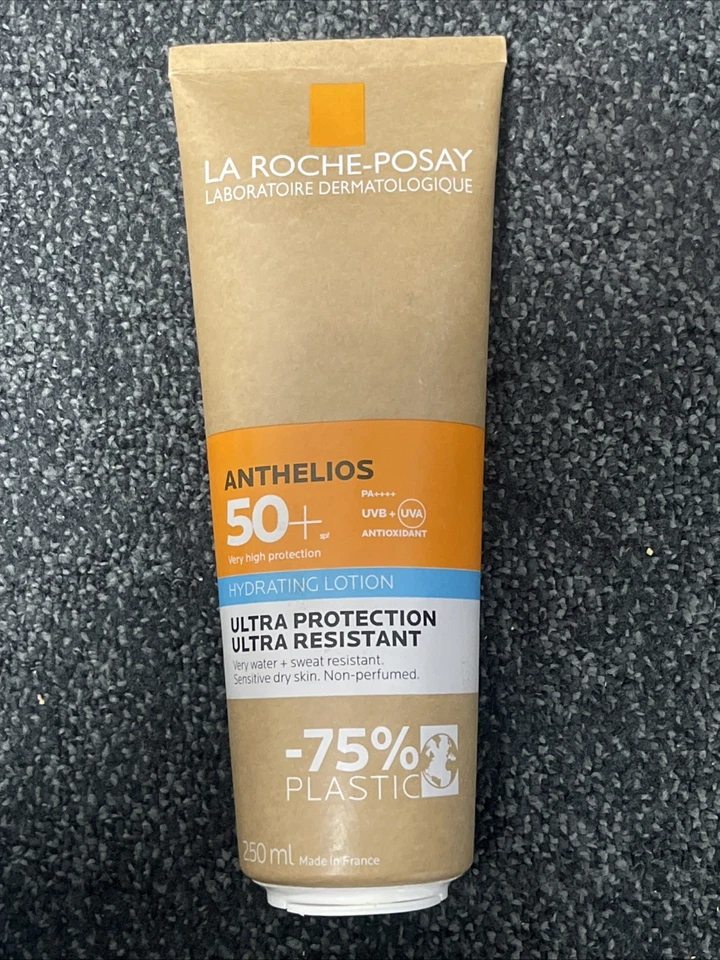 LA ROCHE-POSAY
LABORATOIRE DERMATOLOGIQUE
ANTHELIOS
50+ spf
Very high protection
PA++++
UVB + UVA
ANTIOXIDANT
HYDRATING LOTION
ULTRA PROTECTION
ULTRA RESISTANT
Very water + sweat resistant.
Sensitive dry skin. Non-perfumed.
-75%
PLASTIC
250 ml Made in France